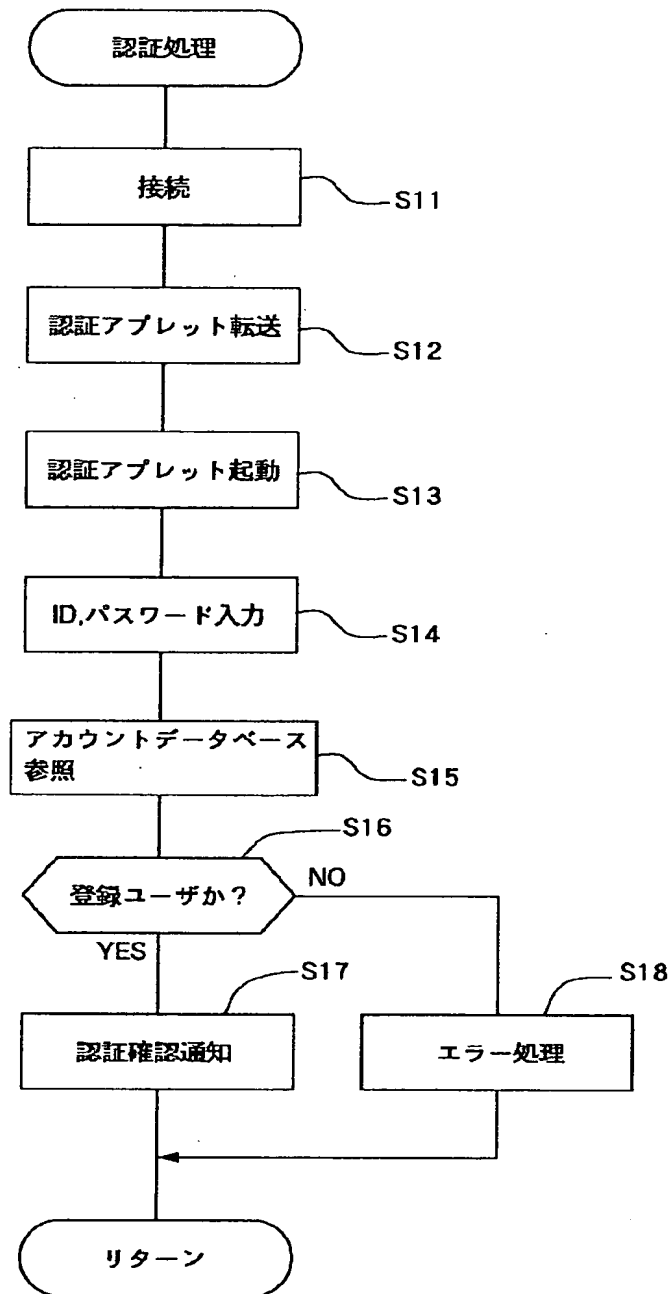 認証処理
接続
S11
認証アプレット転送
S12
認証アプレット起動
S13
ID,パスワード入力
S14
アカウントデータベース
参照
S15
S16
登録ユーザか?
NO
YES
S17
S18
認証確認通知
エラー処理
リターン